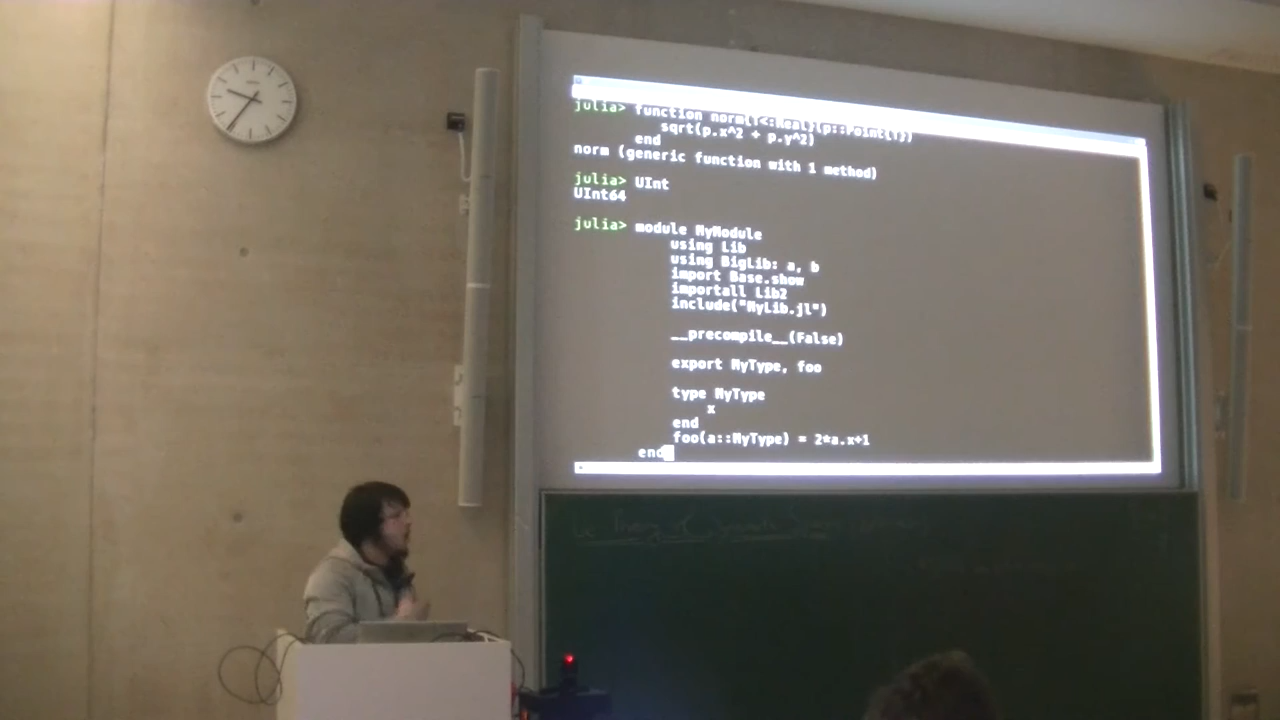 julia> function norm{T<:Real}(p::Point{T})
sqrt(p.x^2 + p.y^2)
end
norm (generic function with 1 method)
julia> UInt
UInt64
julia> module MyModule
using Lib
using BigLib: a, b
import Base.show
importall Lib2
include("MyLib.jl")
__precompile__(False)
export MyType, foo
type MyType
x
end
foo(a::MyType) = 2*a.x+1
end